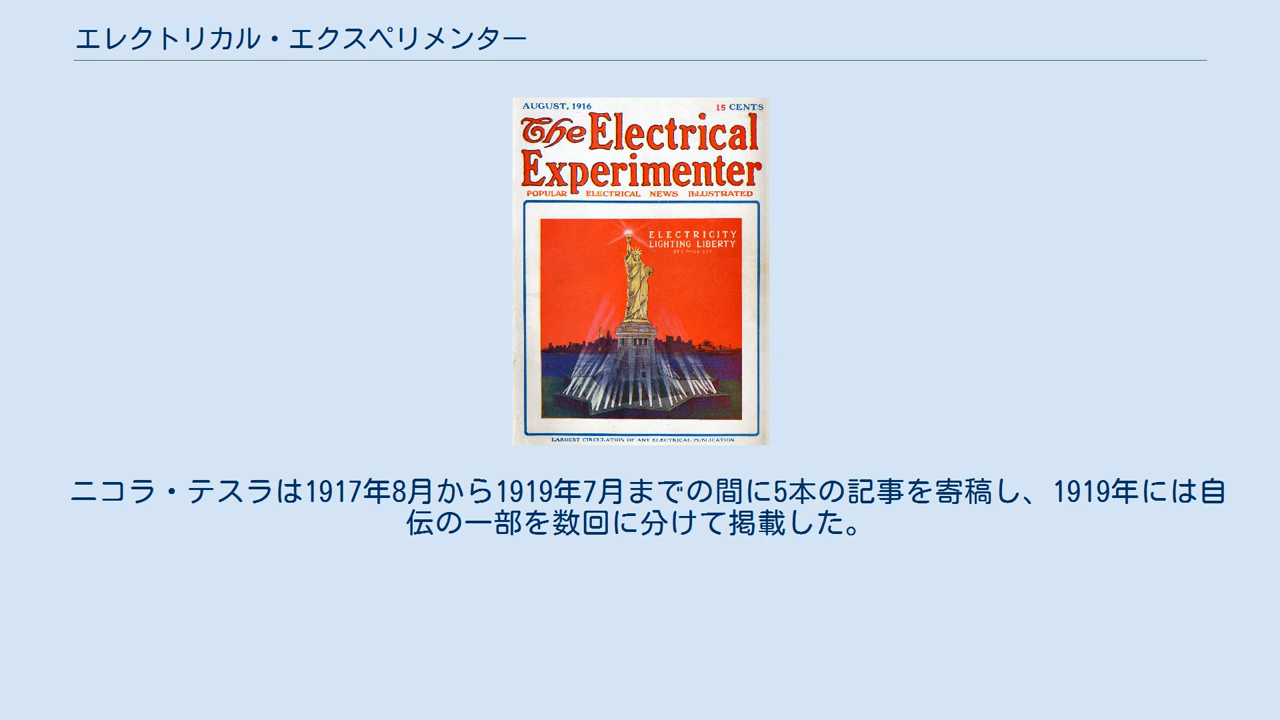 エレクトリカル・エクスペリメンター
AUGUST, 1916
15 CENTS
The Electrical
Experimenter
POPULAR ELECTRICAL NEWS ILLUSTRATED
ELECTRICITY
LIGHTING LIBERTY
LARGEST CIRCULATION OF ANY ELECTRICAL PUBLICATION
ニコラ・テスラは1917年8月から1919年7月までの間に5本の記事を寄稿し、1919年には自
伝の一部を数回に分けて掲載した。